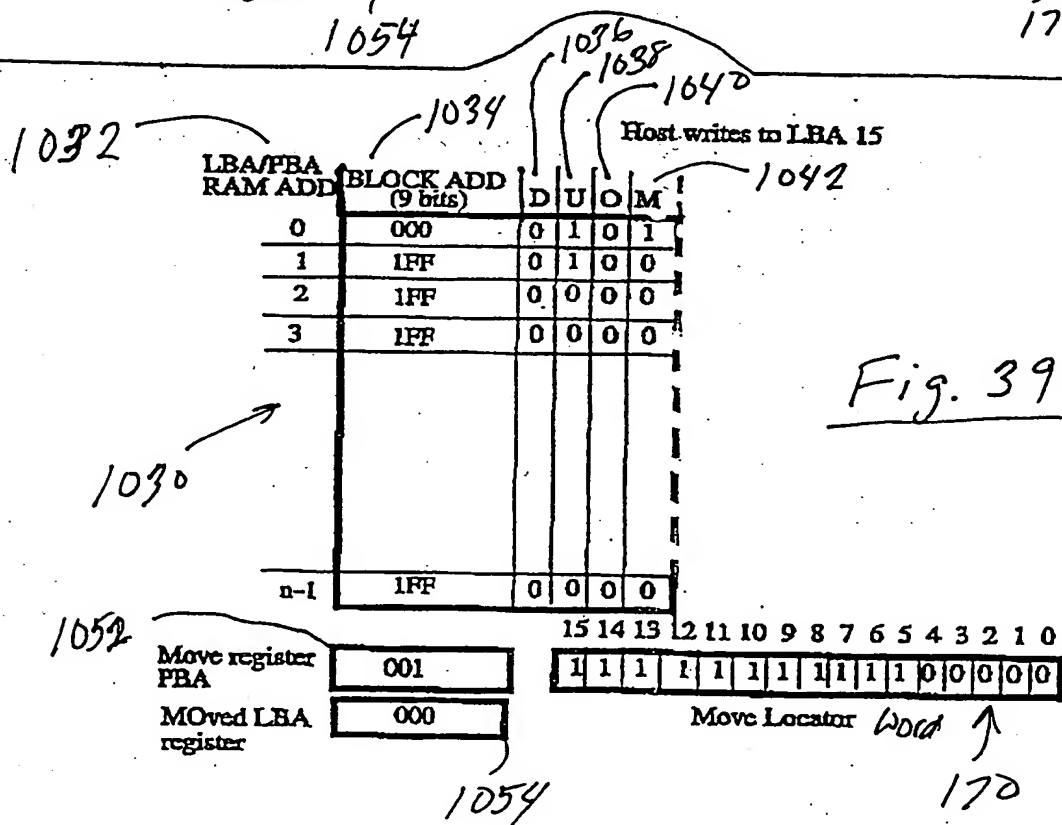 1054
17
1036
1038
1034
1040
Host writes to LBA 15
1032
1042
LBA/PBA
RAM ADD
BLOCK ADD
(9 bits)
D U O M
0 000 0 1 0 1
1 1FF 0 1 0 0
2 1FF 0 0 0 0
3 1FF 0 0 0 0
Fig. 39
1030
n-1 1FF 0 0 0 0
1052
15 14 13 12 11 10 9 8 7 6 5 4 3 2 1 0
Move register
PBA
001
1 1 1 1 1 1 1 1 1 1 1 0 0 0 0 0
MOved LBA
register
000
Move Locator Word
1054
170